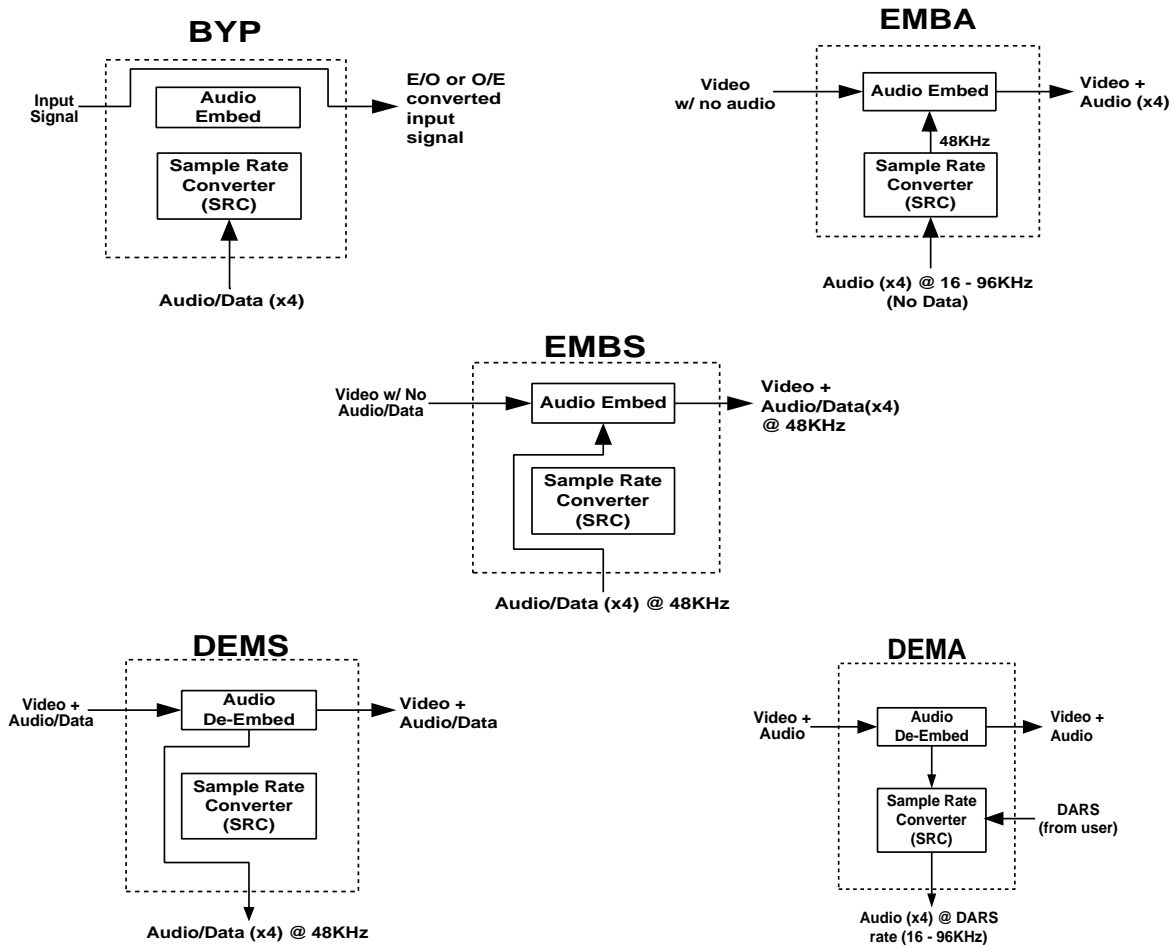 BYP
Input
Signal
Audio
Embed
Sample Rate
Converter
(SRC)
E/O or O/E
converted
input
signal
Audio/Data (x4)
EMBA
Video
w/ no audio
Audio Embed
Video +
Audio (x4)
48KHz
Sample Rate
Converter
(SRC)
Audio (x4) @ 16 - 96KHz
(No Data)
EMBS
Video w/ No
Audio/Data
Audio Embed
Video +
Audio/Data(x4)
@ 48KHz
Sample Rate
Converter
(SRC)
Audio/Data (x4) @ 48KHz
DEMS
Video +
Audio/Data
Audio
De-Embed
Video +
Audio/Data
Sample Rate
Converter
(SRC)
Audio/Data (x4) @ 48KHz
DEMA
Video +
Audio
Audio
De-Embed
Video +
Audio
Sample Rate
Converter
(SRC)
DARS
(from user)
Audio (x4) @ DARS
rate (16 - 96KHz)